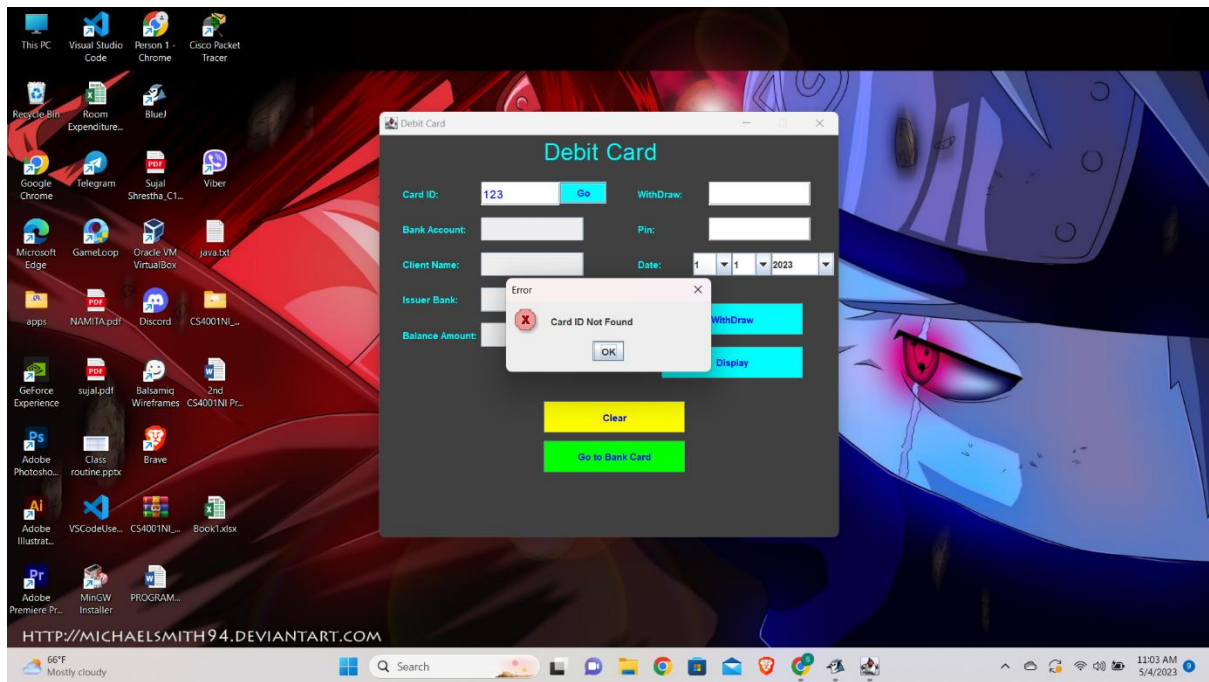 This PC
Visual Studio Code
Person 1 - Chrome
Cisco Packet Tracer
Recycle Bin
Room Expenditure...
BlueJ
Google Chrome
Telegram
Sujal Shrestha_C1...
Viber
Microsoft Edge
GameLoop
Oracle VM VirtualBox
java.txt
apps
NAMITA.pdf
Discord
CS4001NI_...
GeForce Experience
sujal.pdf
Balsamiq Wireframes
2nd CS4001NI Pr...
Adobe Photosho...
Class routine.pptx
Brave
Adobe Illustrat...
VSCodeUse...
CS4001NI_...
Book1.xlsx
Adobe Premiere Pr...
MinGW Installer
PROGRAM...
HTTP://MICHAELSMITH94.DEVIANTART.COM
Debit Card
Debit Card
Card ID: 123 Go WithDraw:
Bank Account: Pin:
Client Name: Date: 1 1 2023
Issuer Bank:
Balance Amount:
WithDraw
Display
Error
Card ID Not Found
OK
Clear
Go to Bank Card
66°F
Mostly cloudy
Search
11:03 AM
5/4/2023